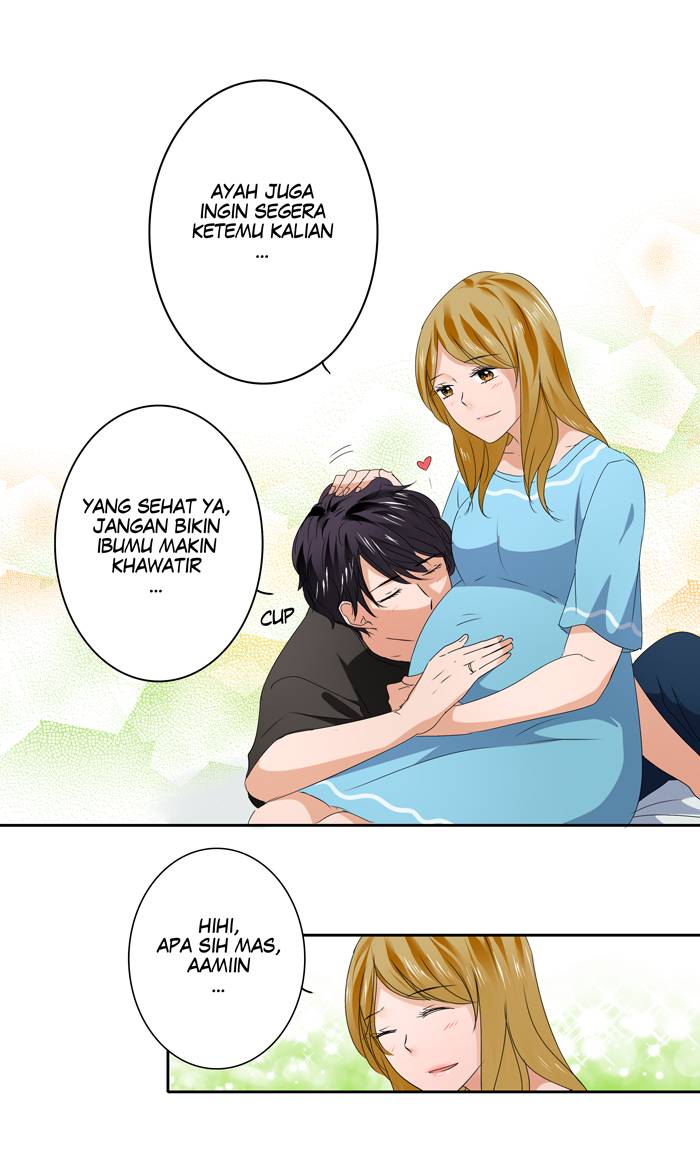 AYAH JUGA
INGIN SEGERA
KETEMU KALIAN
...
YANG SEHAT YA,
JANGAN BIKIN
IBUMU MAKIN
KHAWATIR
...
CUP
HIHI,
APA SIH MAS,
AAMIIN
...